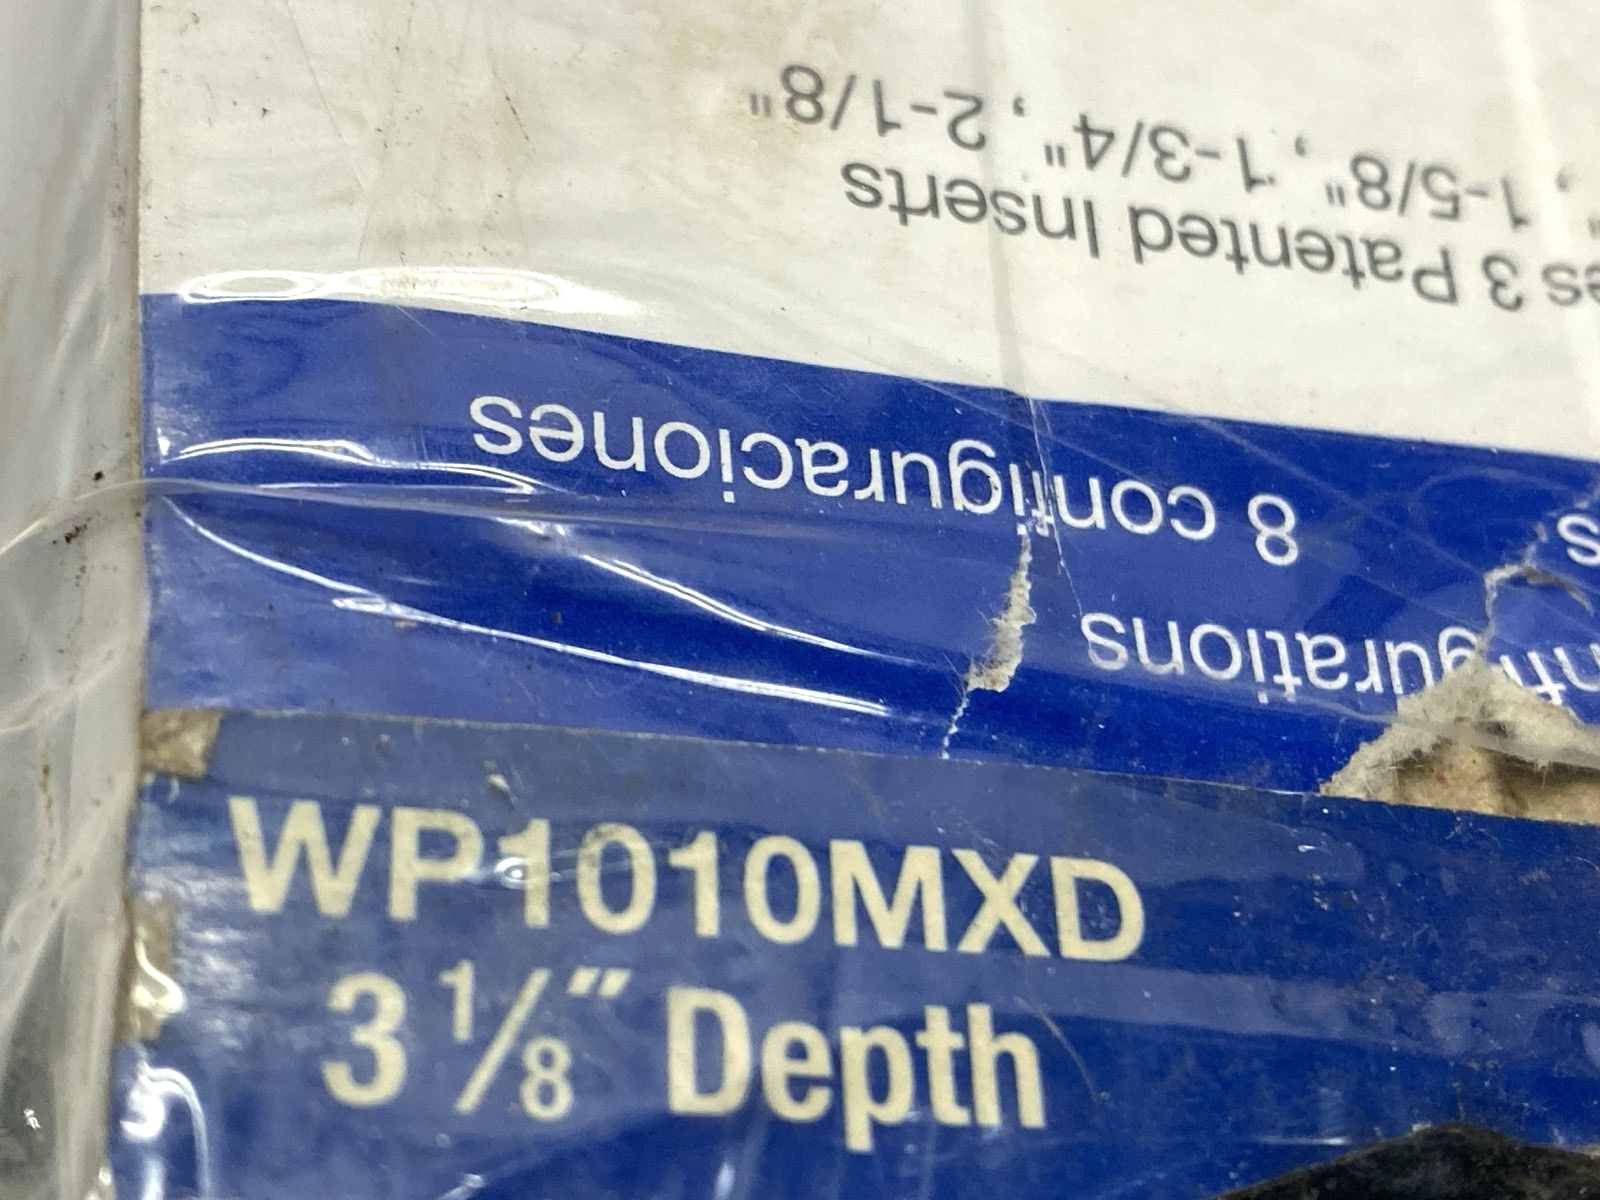 nfigurations
s 8 configuraciones
es 3 Patented Inserts
", 1-5/8", 1-3/4", 2-1/8"
WP1010MXD
3 1/8" Depth